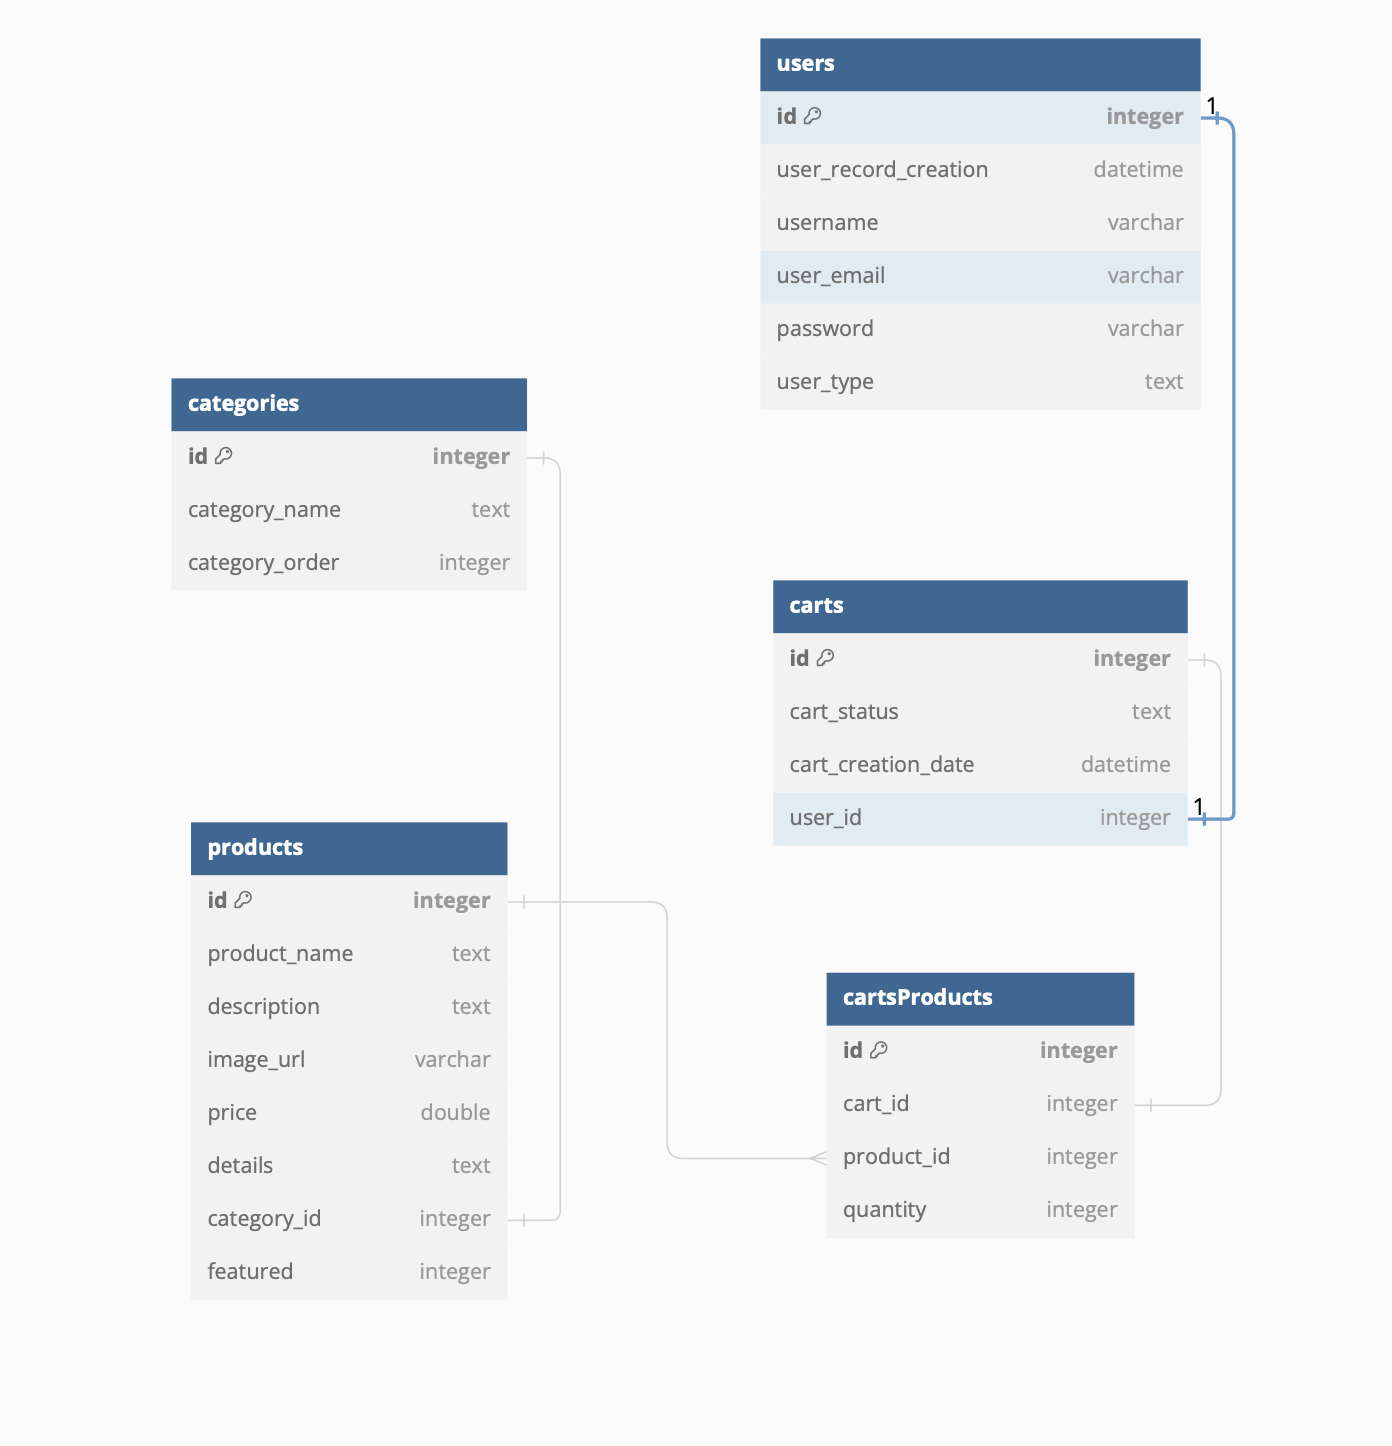 users
id integer
1
user_record_creation datetime
username varchar
user_email varchar
password varchar
user_type text
categories
id integer
category_name text
category_order integer
carts
id integer
cart_status text
cart_creation_date datetime
user_id integer
1
products
id integer
product_name text
description text
image_url varchar
price double
details text
category_id integer
featured integer
cartsProducts
id integer
cart_id integer
product_id integer
quantity integer